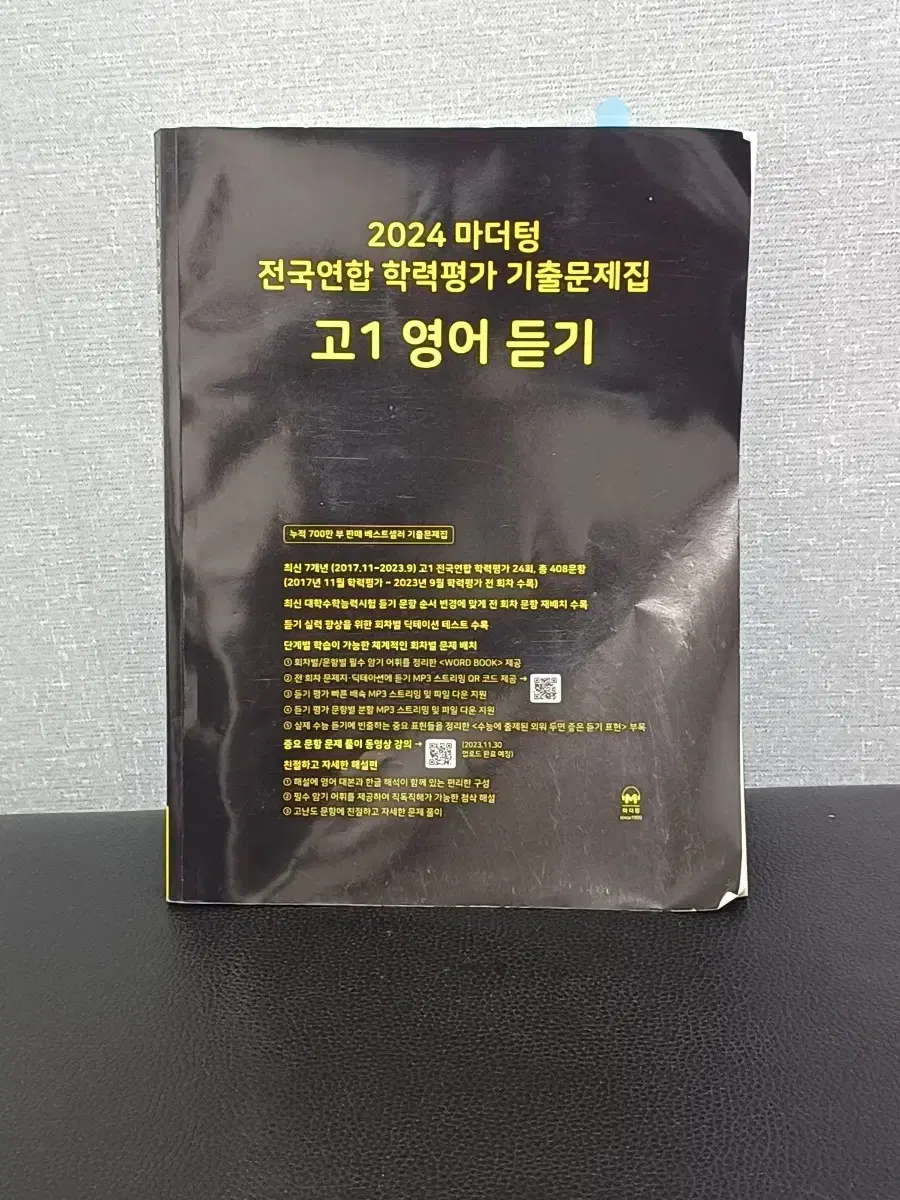 2024 마더텅
전국연합 학력평가 기출문제집
고1 영어 듣기
누적 700만 부 판매 베스트셀러 기출문제집
최신 7개년 (2017.11~2023.9) 고1 전국연합 학력평가 24회, 총 408문항
(2017년 11월 학력평가 ~ 2023년 9월 학력평가 전 회차 수록)
최신 대학수학능력시험 듣기 문항 순서 변경에 맞게 전 회차 문항 재배치 수록
듣기 실력 향상을 위한 회차별 딕테이션 테스트 수록
단계별 학습이 가능한 체계적인 회차별 문제 배치
① 회차별/문항별 필수 암기 어휘를 정리한 <WORD BOOK> 제공
② 전 회차 문제지·딕테이션에 듣기 MP3 스트리밍 QR 코드 제공 →
③ 듣기 평가 빠른 배속 MP3 스트리밍 및 파일 다운 지원
④ 듣기 평가 문항별 분할 MP3 스트리밍 및 파일 다운 지원
⑤ 실제 수능 듣기에 빈출하는 중요 표현들을 정리한 <수능에 출제된 외워 두면 좋은 듣기 표현> 부록
중요 문항 문제 풀이 동영상 강의 → (2023.11.30
업로드 완료 예정)
친절하고 자세한 해설편
① 해설에 영어 대본과 한글 해석이 함께 있는 편리한 구성
② 필수 암기 어휘를 제공하여 직독직해가 가능한 첨삭 해설
③ 고난도 문항에 친절하고 자세한 문제 풀이
마더텅
since1999